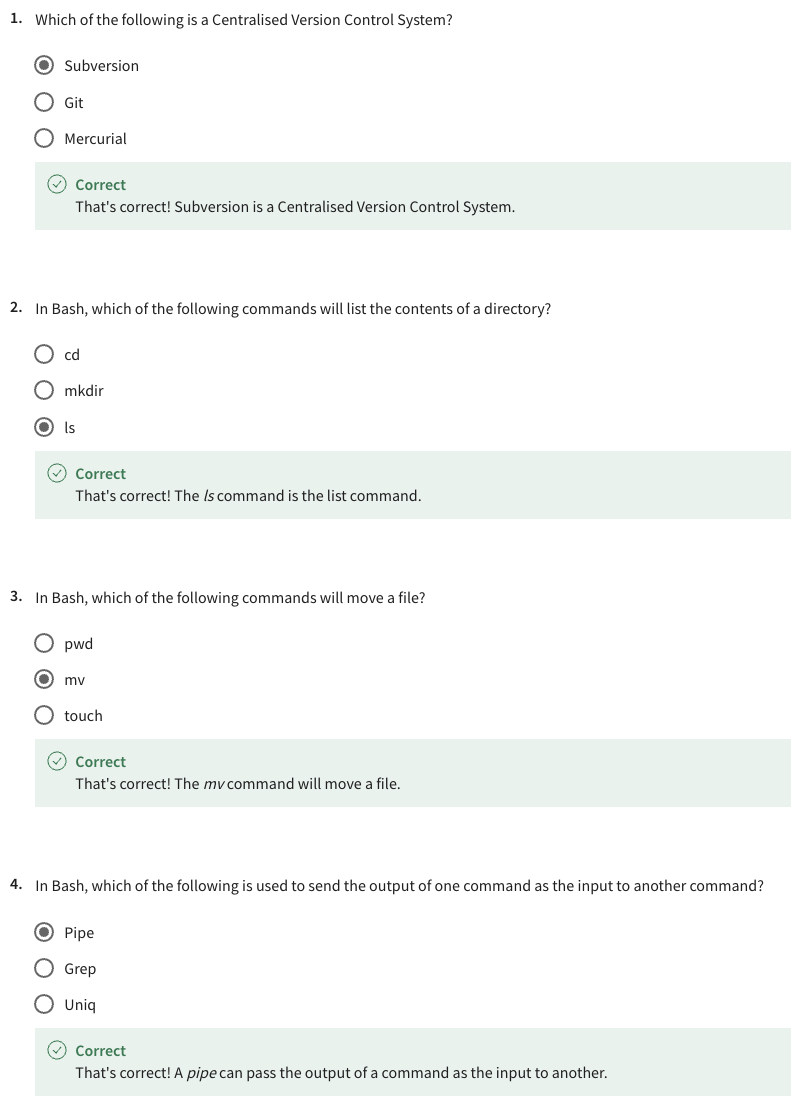 1. Which of the following is a Centralised Version Control System?
Subversion
Git
Mercurial
Correct
That's correct! Subversion is a Centralised Version Control System.
2. In Bash, which of the following commands will list the contents of a directory?
cd
mkdir
ls
Correct
That's correct! The ls command is the list command.
3. In Bash, which of the following commands will move a file?
pwd
mv
touch
Correct
That's correct! The mv command will move a file.
4. In Bash, which of the following is used to send the output of one command as the input to another command?
Pipe
Grep
Uniq
Correct
That's correct! A pipe can pass the output of a command as the input to another.